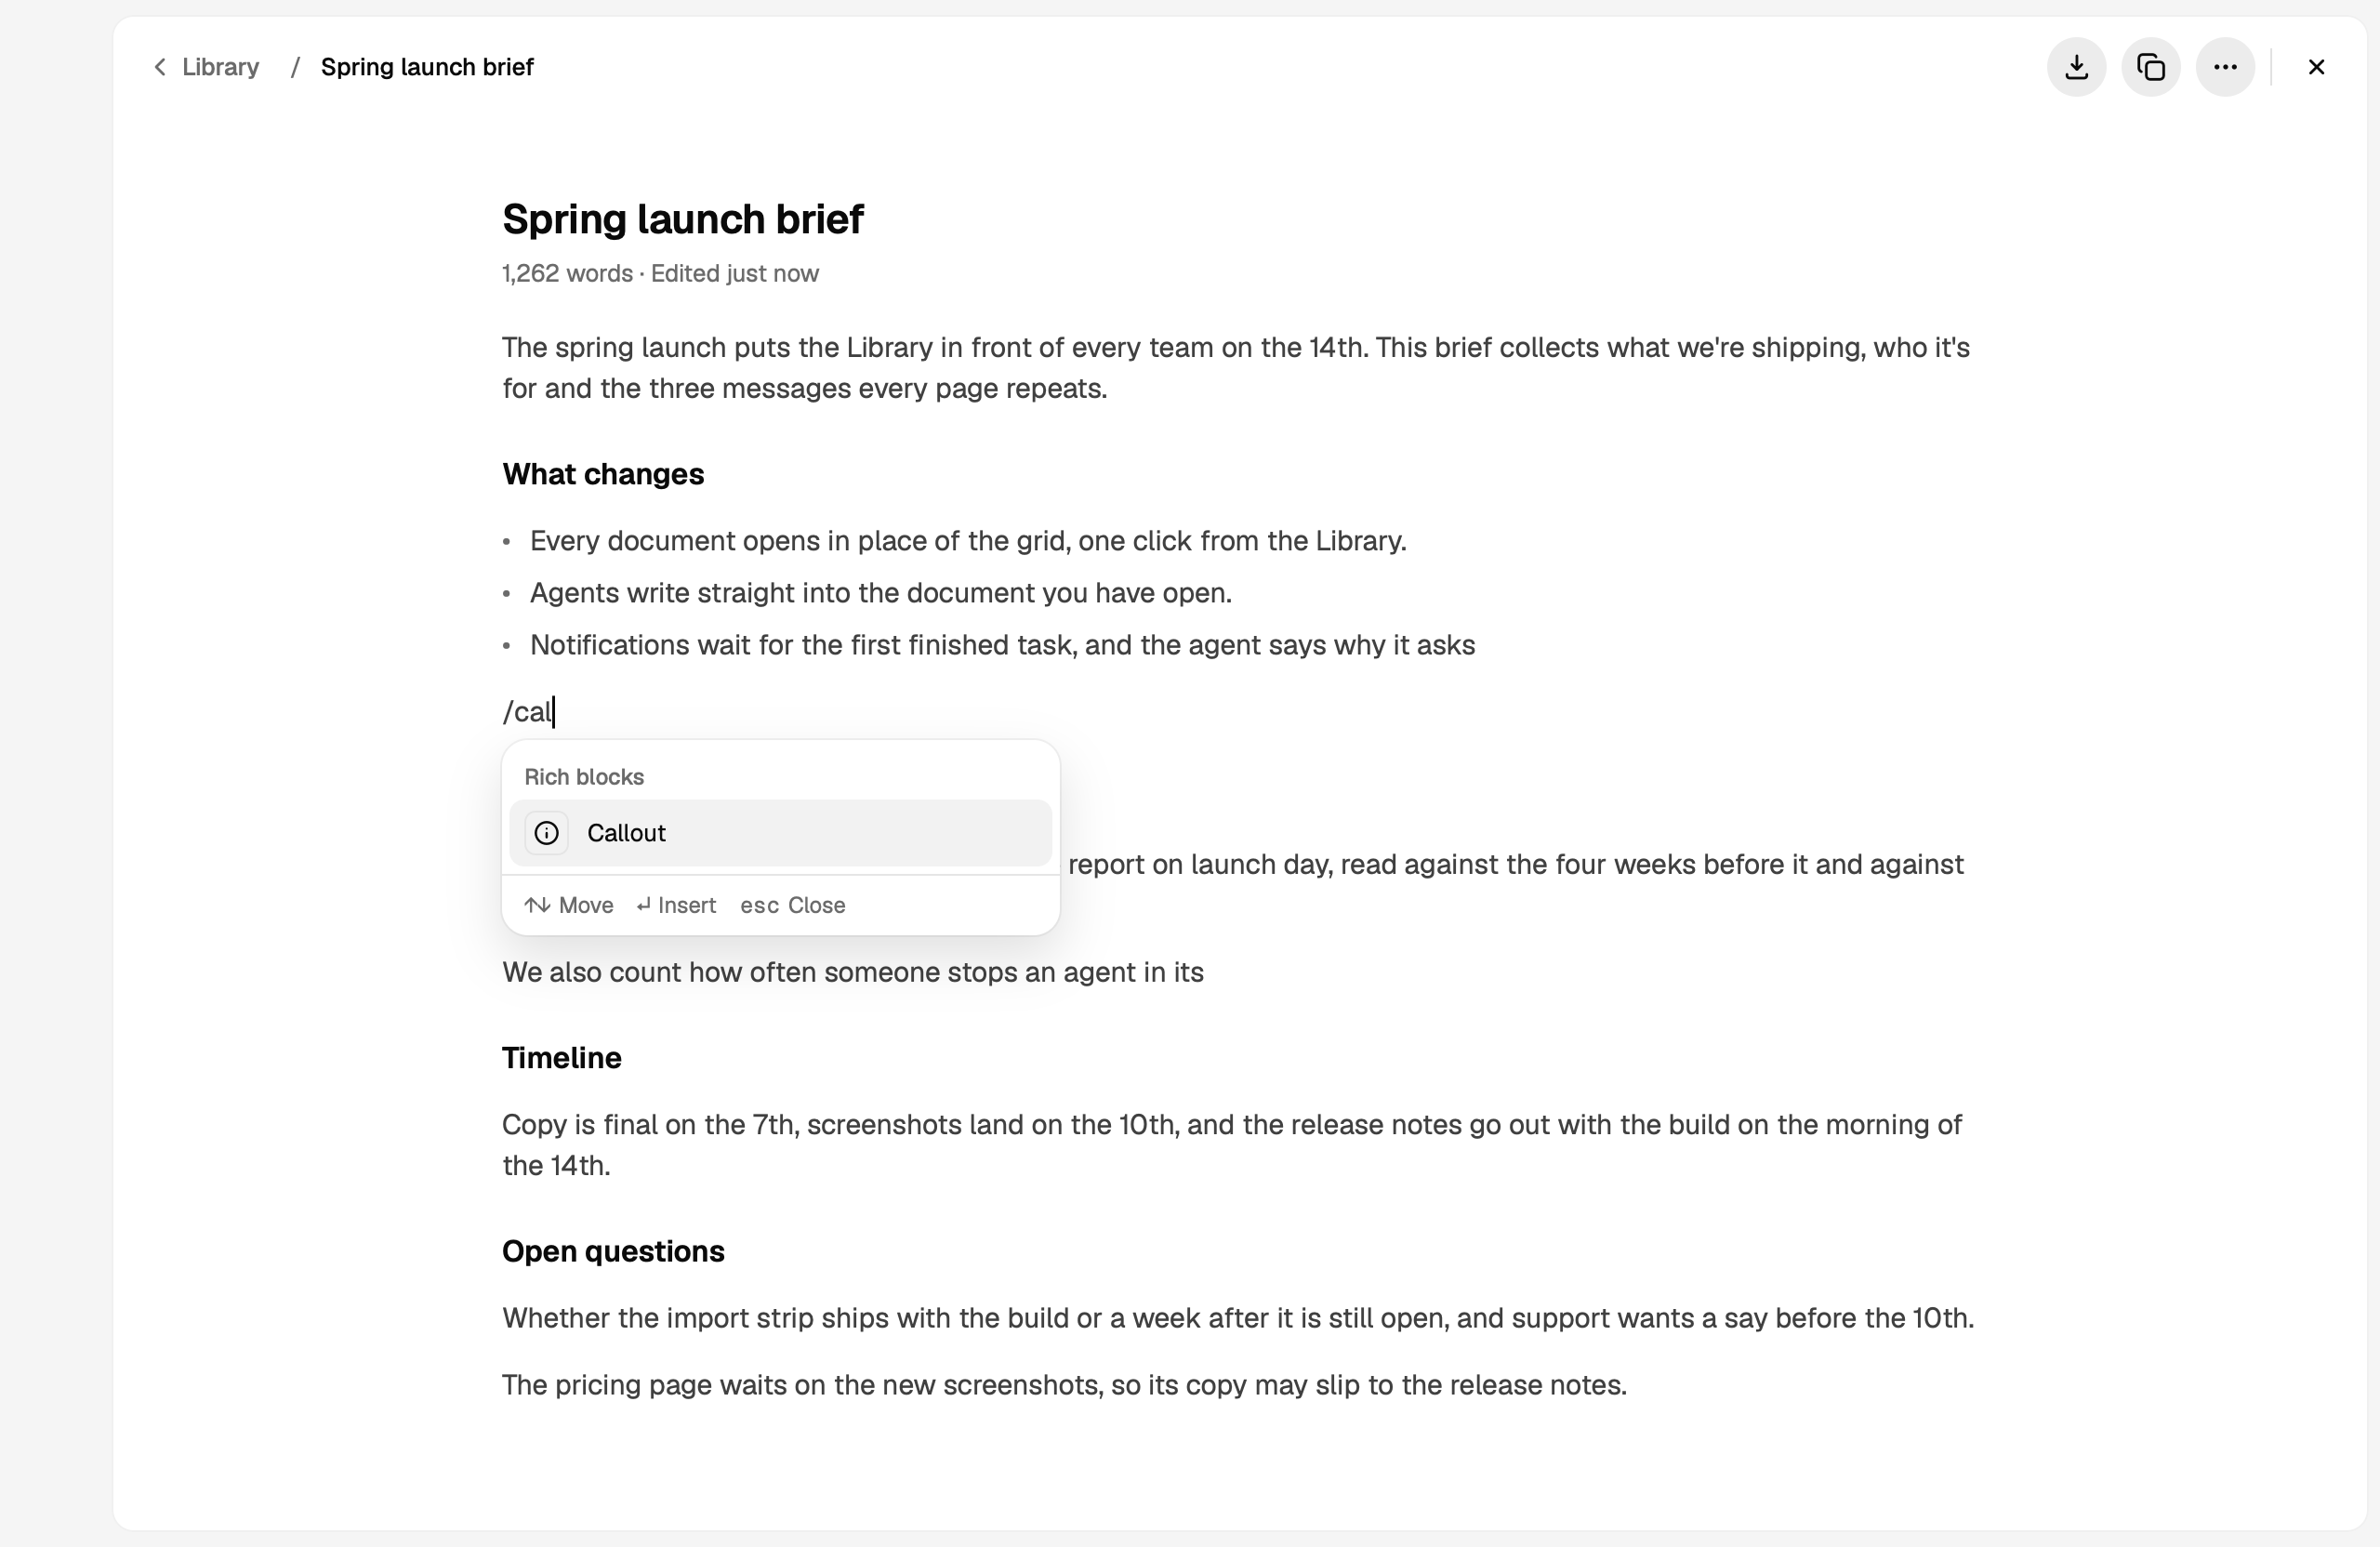 Library / Spring launch brief
Spring launch brief
1,262 words · Edited just now
The spring launch puts the Library in front of every team on the 14th. This brief collects what we're shipping, who it's
for and the three messages every page repeats.
What changes
• Every document opens in place of the grid, one click from the Library.
• Agents write straight into the document you have open.
• Notifications wait for the first finished task, and the agent says why it asks
/cal
Rich blocks
Callout
report on launch day, read against the four weeks before it and against
↑↓ Move ↵ Insert esc Close
We also count how often someone stops an agent in its
Timeline
Copy is final on the 7th, screenshots land on the 10th, and the release notes go out with the build on the morning of
the 14th.
Open questions
Whether the import strip ships with the build or a week after it is still open, and support wants a say before the 10th.
The pricing page waits on the new screenshots, so its copy may slip to the release notes.